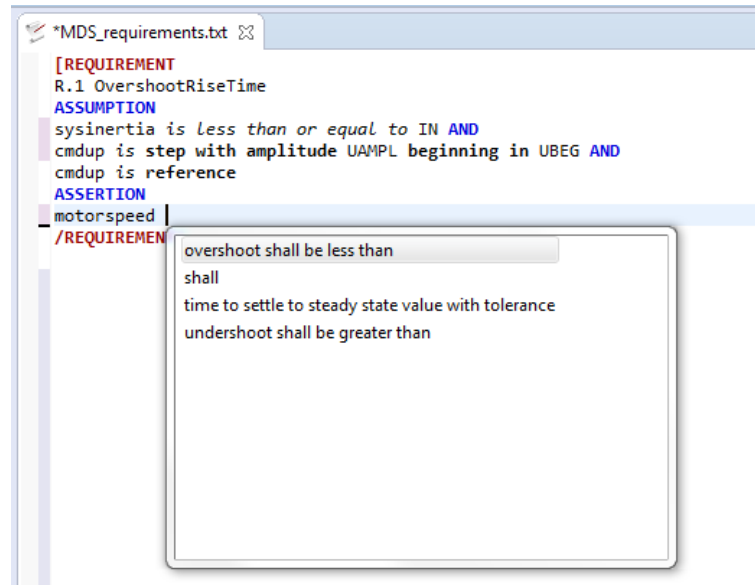 *MDS_requirements.txt
[REQUIREMENT
R.1 OvershootRiseTime
ASSUMPTION
sysinertia is less than or equal to IN AND
cmdup is step with amplitude UAMPL beginning in UBEG AND
cmdup is reference
ASSERTION
motorspeed
/REQUIREMEN
overshoot shall be less than
shall
time to settle to steady state value with tolerance
undershoot shall be greater than